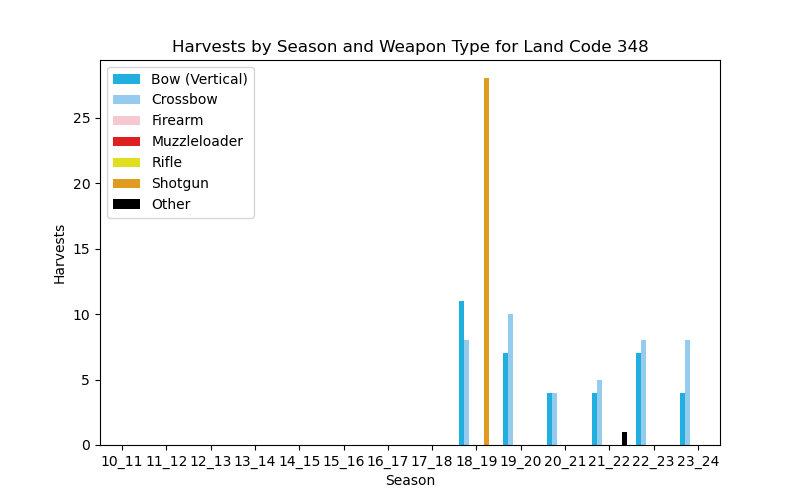 Harvests by Season and Weapon Type for Land Code 348
Bow (Vertical)
Crossbow
Firearm
Muzzleloader
Rifle
Shotgun
Other
25
20
15
10
5
0
Harvests
10_11 11_12 12_13 13_14 14_15 15_16 16_17 17_18 18_19 19_20 20_21 21_22 22_23 23_24
Season